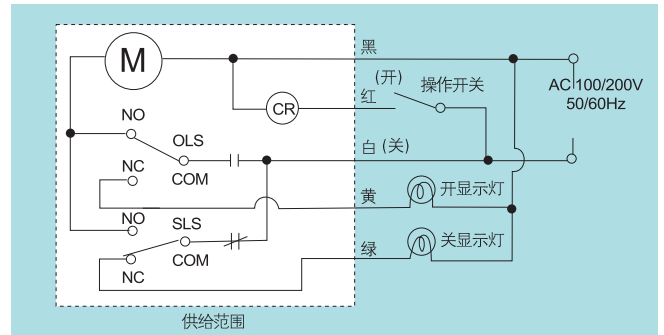 黑
M
(开)
操作开关
AC 100/200V
50/60Hz
红
CR
NO
OLS
白 (关)
NC
COM
黄
开显示灯
NO
SLS
绿
关显示灯
COM
NC
供给范围